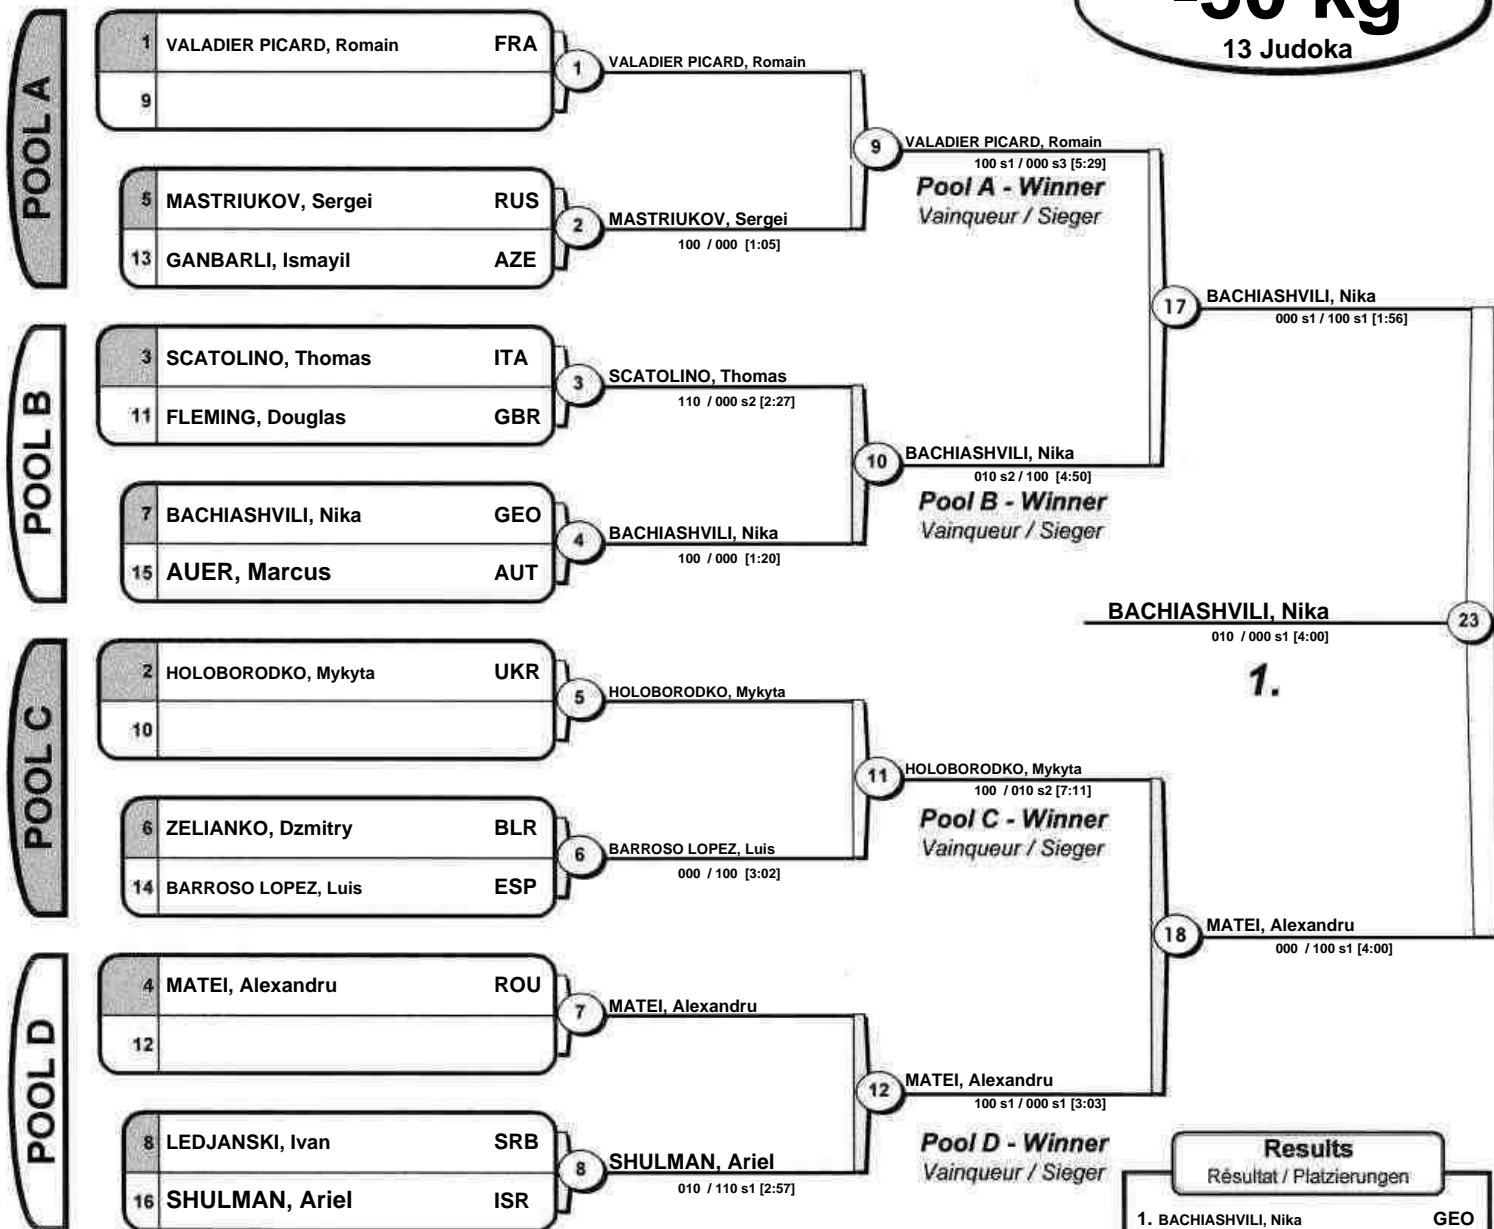 -50 kg
13 Judoka
POOL A
1 VALADIER PICARD, Romain FRA
9
1
VALADIER PICARD, Romain
5 MASTRIUKOV, Sergei RUS
13 GANBARLI, Ismayil AZE
2
MASTRIUKOV, Sergei
100 / 000 [1:05]
9
VALADIER PICARD, Romain
100 s1 / 000 s3 [5:29]
Pool A - Winner
Vainqueur / Sieger
POOL B
3 SCATOLINO, Thomas ITA
11 FLEMING, Douglas GBR
3
SCATOLINO, Thomas
110 / 000 s2 [2:27]
7 BACHIASHVILI, Nika GEO
15 AUER, Marcus AUT
4
BACHIASHVILI, Nika
100 / 000 [1:20]
10
BACHIASHVILI, Nika
010 s2 / 100 [4:50]
Pool B - Winner
Vainqueur / Sieger
17
BACHIASHVILI, Nika
000 s1 / 100 s1 [1:56]
BACHIASHVILI, Nika
010 / 000 s1 [4:00]
1.
23
POOL C
2 HOLOBORODKO, Mykyta UKR
10
5
HOLOBORODKO, Mykyta
6 ZELIANKO, Dzmitry BLR
14 BARROSO LOPEZ, Luis ESP
6
BARROSO LOPEZ, Luis
000 / 100 [3:02]
11
HOLOBORODKO, Mykyta
100 / 010 s2 [7:11]
Pool C - Winner
Vainqueur / Sieger
POOL D
4 MATEI, Alexandru ROU
12
7
MATEI, Alexandru
8 LEDJANSKI, Ivan SRB
16 SHULMAN, Ariel ISR
8
SHULMAN, Ariel
010 / 110 s1 [2:57]
12
MATEI, Alexandru
100 s1 / 000 s1 [3:03]
Pool D - Winner
Vainqueur / Sieger
18
MATEI, Alexandru
000 / 100 s1 [4:00]
Results
Résultat / Platzierungen
1. BACHIASHVILI, Nika GEO